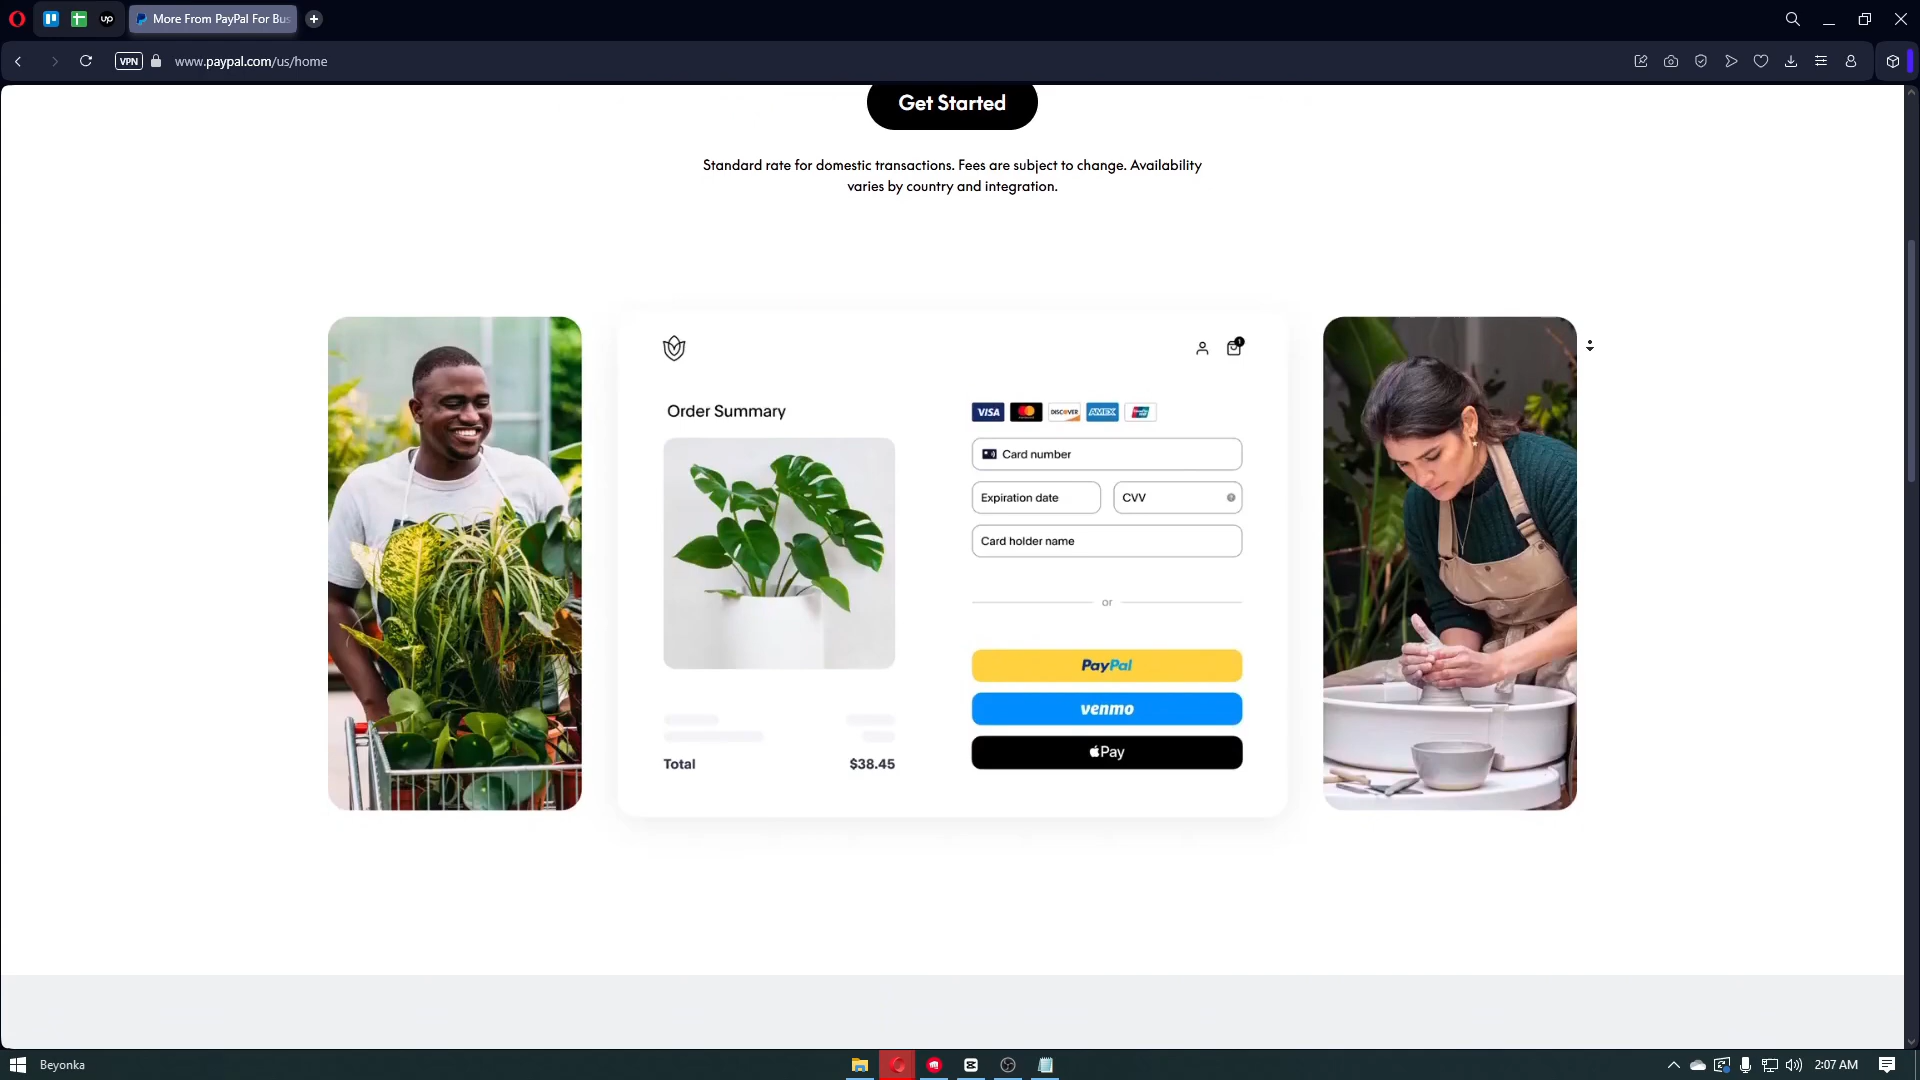 More From PayPal For Bus
VPN
www.paypal.com/us/home
Get Started
Standard rate for domestic transactions. Fees are subject to change. Availability
varies by country and integration.
1
Order Summary
VISA
DISCOVER
AMEX
Card number
Expiration date
CVV
?
Card holder name
or
PayPal
venmo
Pay
Total
$38.45
Beyonka
2:07 AM